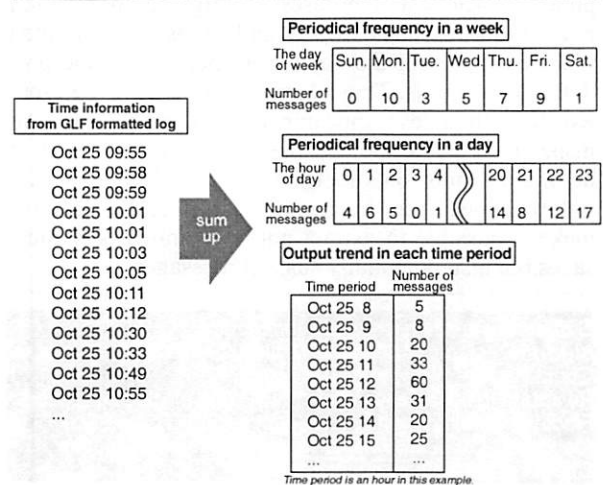 Time information
from GLF formatted log
Oct 25 09:55
Oct 25 09:58
Oct 25 09:59
Oct 25 10:01
Oct 25 10:01
Oct 25 10:03
Oct 25 10:05
Oct 25 10:11
Oct 25 10:12
Oct 25 10:30
Oct 25 10:33
Oct 25 10:49
Oct 25 10:55
...
sum
up
Periodical frequency in a week
The day
of week Sun. Mon. Tue. Wed. Thu. Fri. Sat.
Number of
messages 0 10 3 5 7 9 1
Periodical frequency in a day
The hour
of day 0 1 2 3 4 20 21 22 23
Number of
messages 4 6 5 0 1 14 8 12 17
Output trend in each time period
Time period Number of
messages
Oct 25 8 5
Oct 25 9 8
Oct 25 10 20
Oct 25 11 33
Oct 25 12 60
Oct 25 13 31
Oct 25 14 20
Oct 25 15 25
... ...
Time period is an hour in this example.